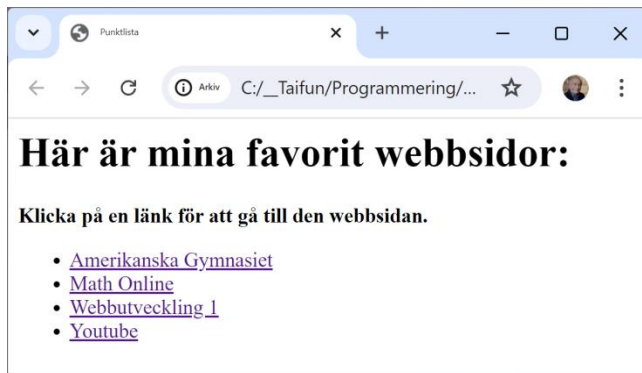 Punktlista
Arkiv C:/__Taifun/Programmering/...
Här är mina favorit webbsidor:
Klicka på en länk för att gå till den webbsidan.
Amerikanska Gymnasiet
Math Online
Webbutveckling 1
Youtube